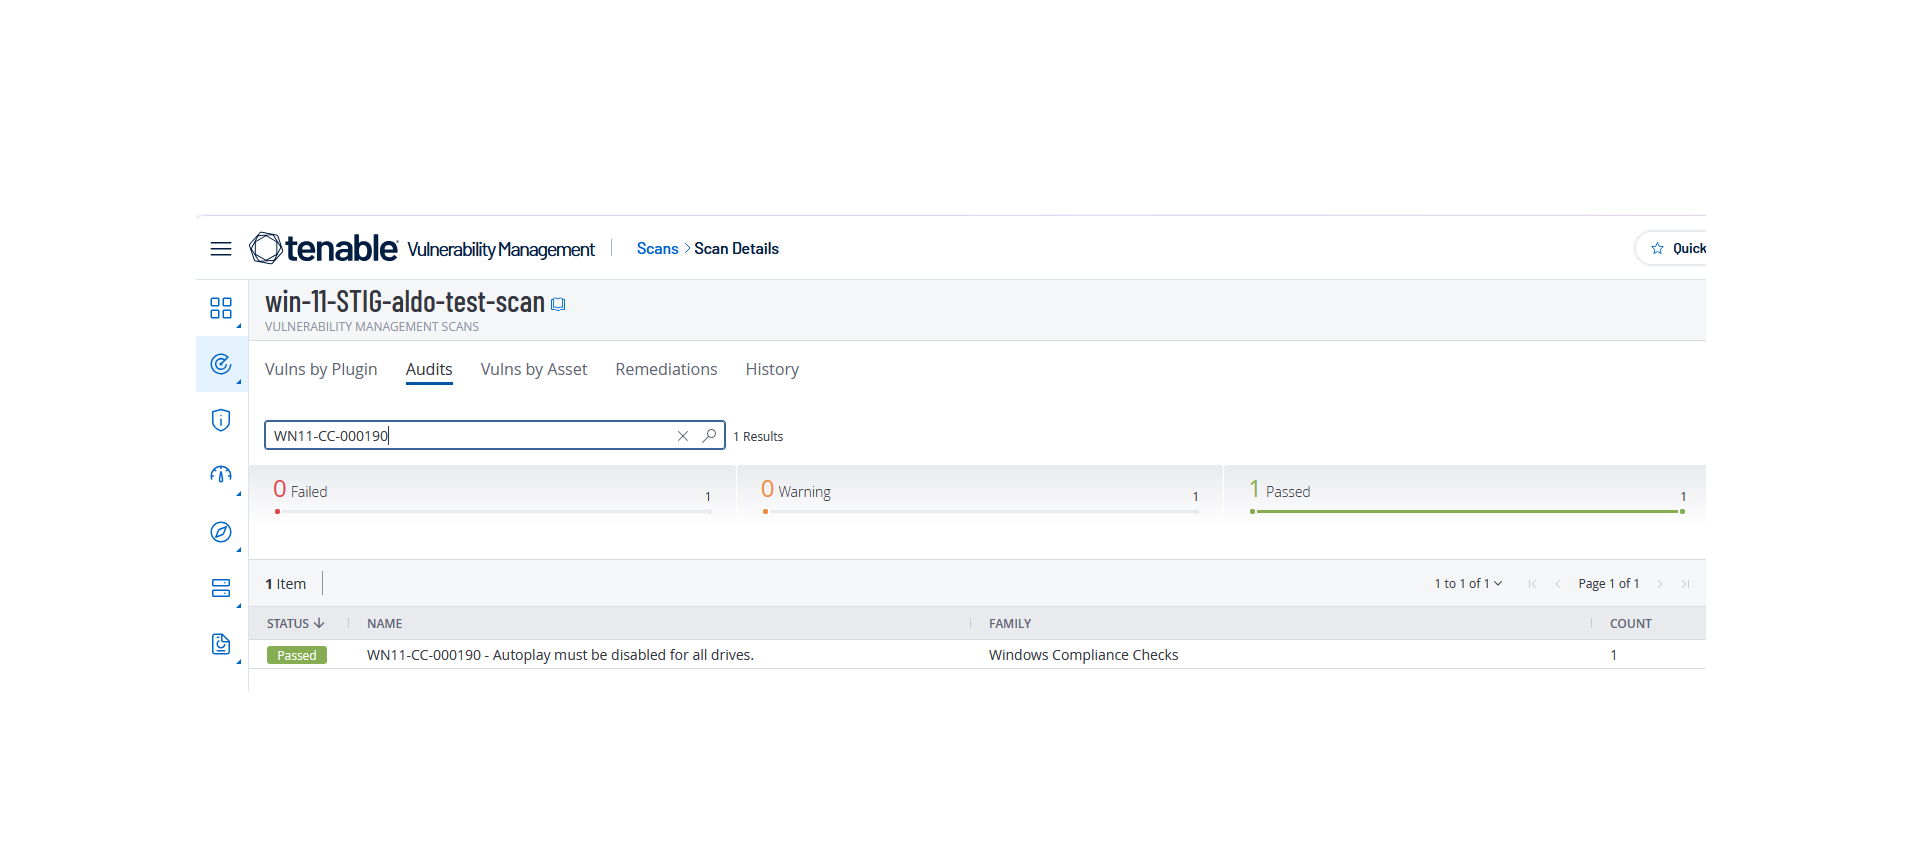 tenable Vulnerability Management Scans > Scan Details Quick
win-11-STIG-aldo-test-scan
VULNERABILITY MANAGEMENT SCANS
Vulns by Plugin Audits Vulns by Asset Remediations History
WN11-CC-000190 1 Results
0 Failed 1 0 Warning 1 1 Passed 1
1 Item 1 to 1 of 1 Page 1 of 1
STATUS NAME FAMILY COUNT
Passed WN11-CC-000190 - Autoplay must be disabled for all drives. Windows Compliance Checks 1